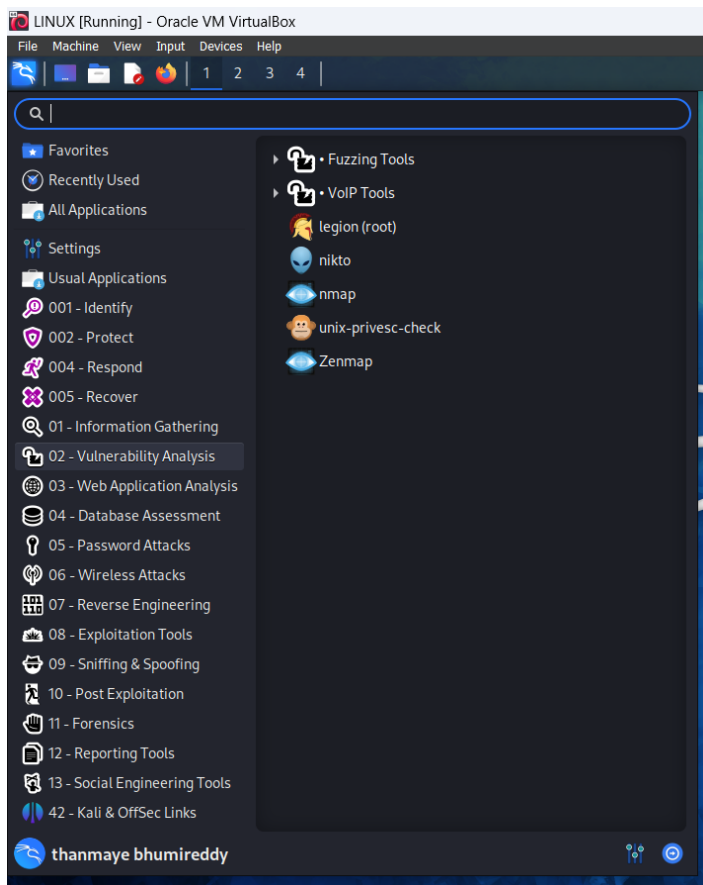 LINUX [Running] - Oracle VM VirtualBox
File Machine View Input Devices Help
1 2 3 4
Favorites
Recently Used
All Applications
Settings
Usual Applications
001 - Identify
002 - Protect
004 - Respond
005 - Recover
01 - Information Gathering
02 - Vulnerability Analysis
03 - Web Application Analysis
04 - Database Assessment
05 - Password Attacks
06 - Wireless Attacks
07 - Reverse Engineering
08 - Exploitation Tools
09 - Sniffing & Spoofing
10 - Post Exploitation
11 - Forensics
12 - Reporting Tools
13 - Social Engineering Tools
42 - Kali & OffSec Links
• Fuzzing Tools
• VoIP Tools
legion (root)
nikto
nmap
unix-privesc-check
Zenmap
thanmaye bhumireddy